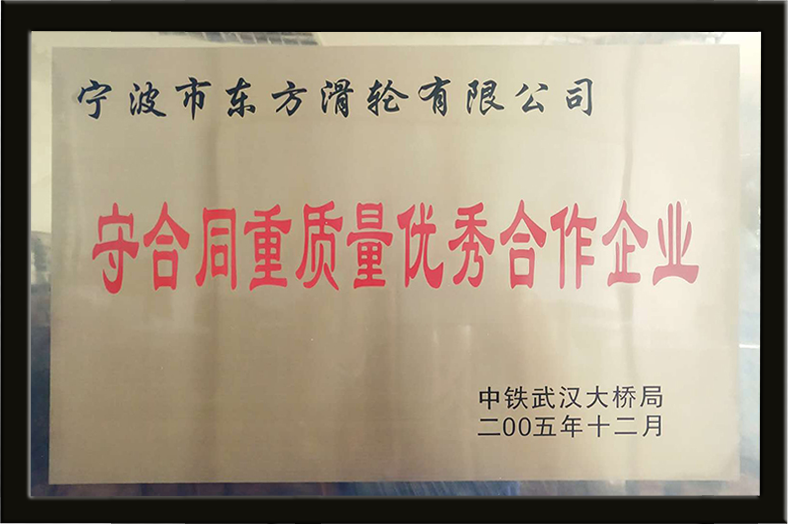 宁波市东方滑轮有限公司
守合同重质量优秀合作企业
中铁武汉大桥局
二00五年十二月